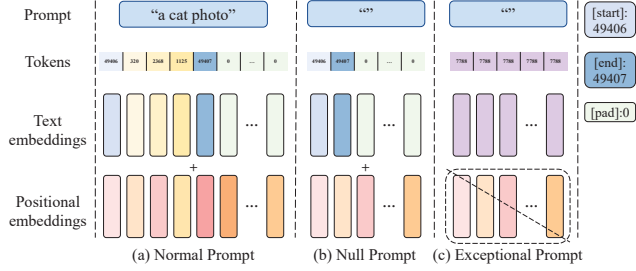 Prompt “a cat photo” “” “” [start]:
49406
Tokens 49406 320 2368 1125 49407 0 ... 0 49406 49407 0 ... 0 7788 7788 7788 7788 7788
[end]:
49407
[pad]:0
Text
embeddings ... ... ...
+ +
Positional
embeddings ... ... ...
(a) Normal Prompt (b) Null Prompt (c) Exceptional Prompt